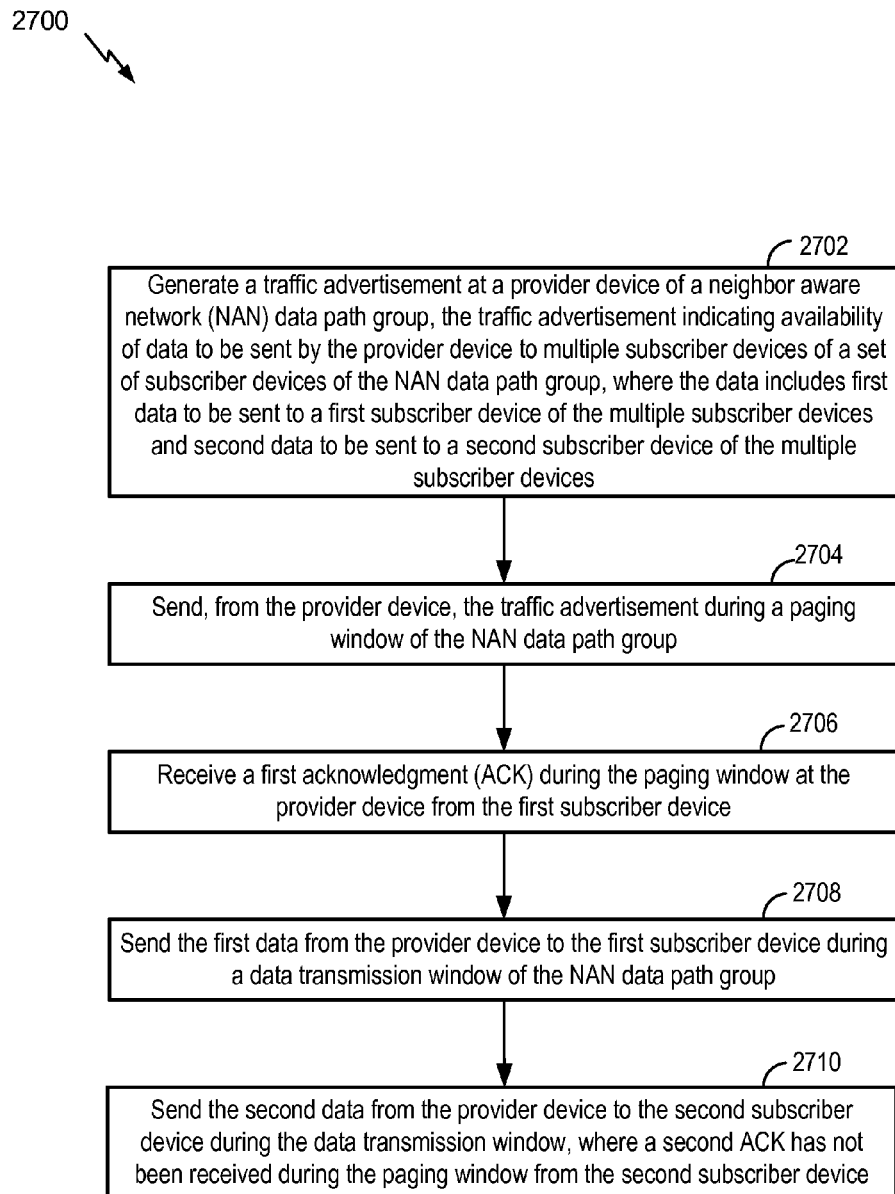 2700
2702
Generate a traffic advertisement at a provider device of a neighbor aware
network (NAN) data path group, the traffic advertisement indicating availability
of data to be sent by the provider device to multiple subscriber devices of a set
of subscriber devices of the NAN data path group, where the data includes first
data to be sent to a first subscriber device of the multiple subscriber devices
and second data to be sent to a second subscriber device of the multiple
subscriber devices
2704
Send, from the provider device, the traffic advertisement during a paging
window of the NAN data path group
2706
Receive a first acknowledgment (ACK) during the paging window at the
provider device from the first subscriber device
2708
Send the first data from the provider device to the first subscriber device during
a data transmission window of the NAN data path group
2710
Send the second data from the provider device to the second subscriber
device during the data transmission window, where a second ACK has not
been received during the paging window from the second subscriber device